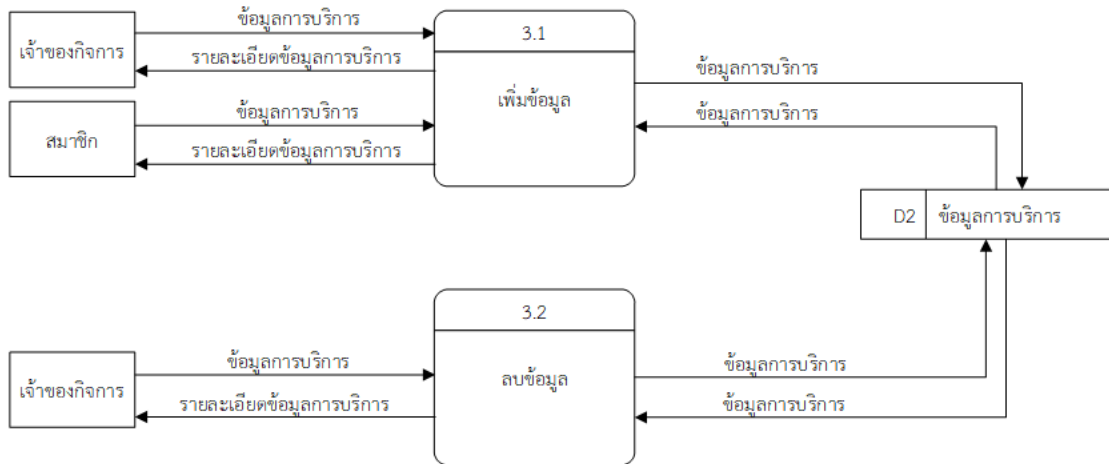 ข้อมูลการบริการ
เจ้าของกิจการ
รายละเอียดข้อมูลการบริการ
3.1
เพิ่มข้อมูล
ข้อมูลการบริการ
สมาชิก
รายละเอียดข้อมูลการบริการ
ข้อมูลการบริการ
ข้อมูลการบริการ
D2 ข้อมูลการบริการ
3.2
ลบข้อมูล
ข้อมูลการบริการ
เจ้าของกิจการ
รายละเอียดข้อมูลการบริการ
ข้อมูลการบริการ
ข้อมูลการบริการ